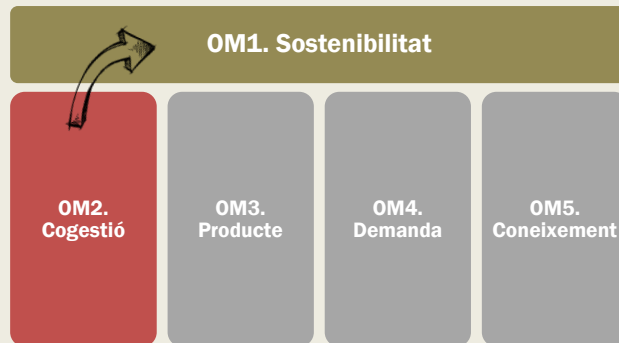 OM1. Sostenibilitat
OM2.
Cogestió
OM3.
Producte
OM4.
Demanda
OM5.
Coneixement